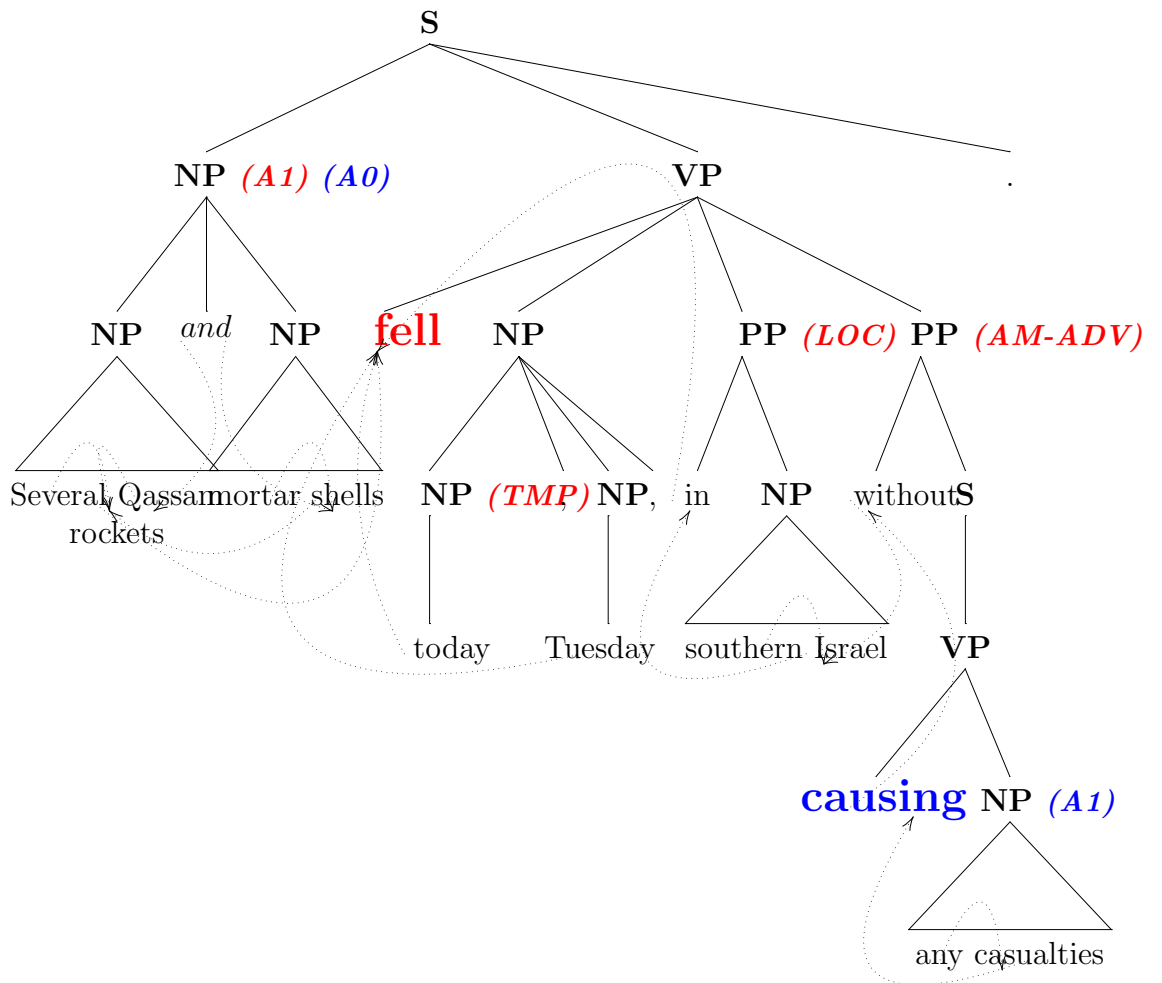 S
NP (A1) (A0) VP .
NP and NP fell NP PP (LOC) PP (AM-ADV)
Several Qassam mortar shells NP (TMP) , NP , in NP without S
rockets
today Tuesday southern Israel VP
causing NP (A1)
any casualties